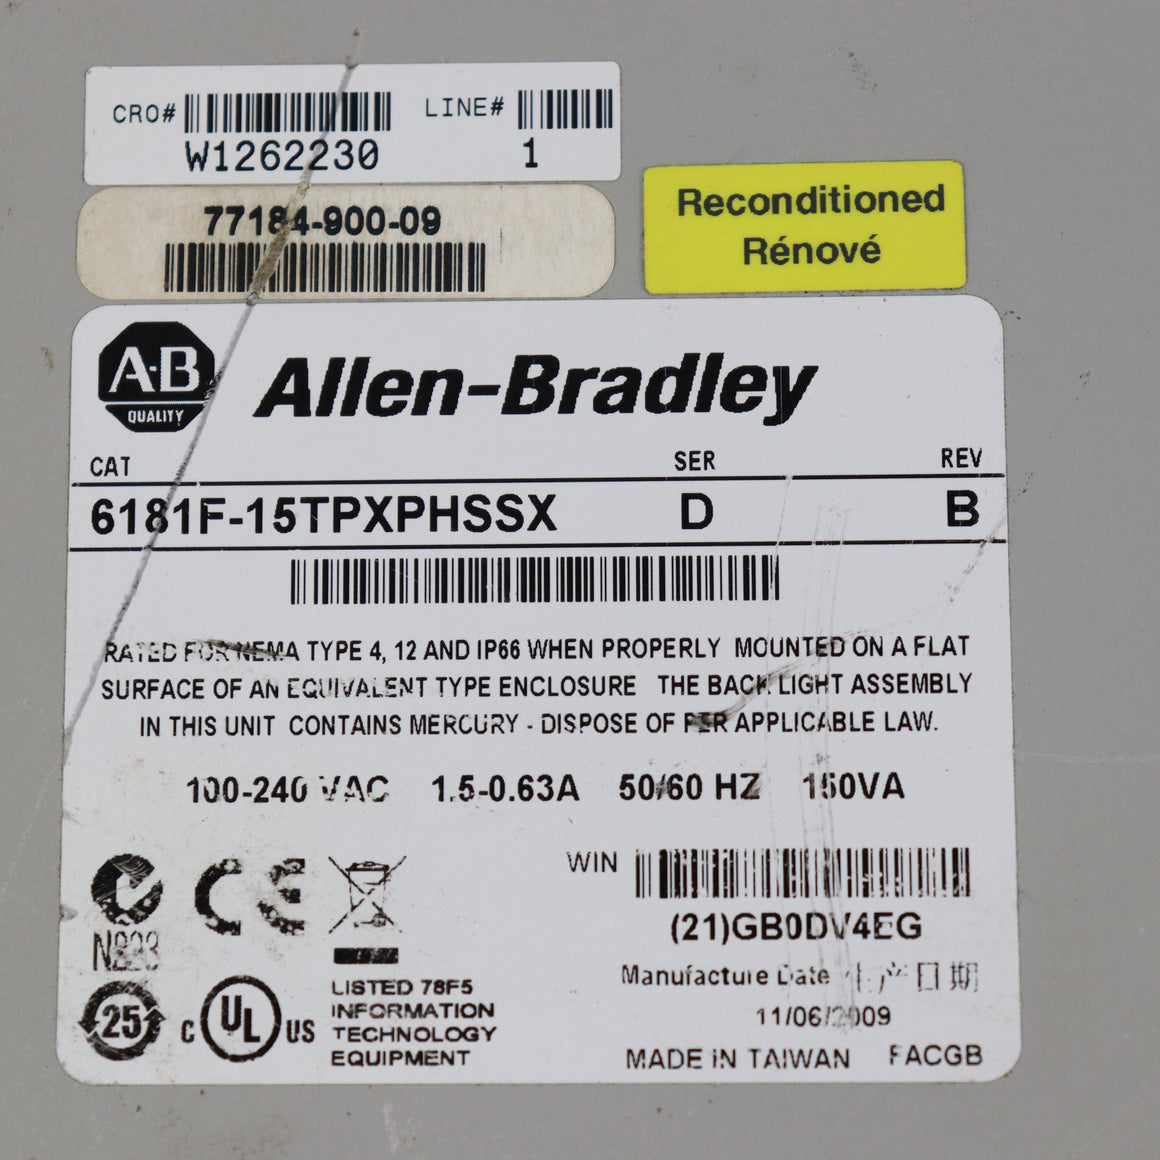 CRO# LINE#
W1262230 1
77184-900-09
Reconditioned
Rénové
A-B
QUALITY
Allen-Bradley
CAT SER REV
6181F-15TPXPHSSX D B
RATED FOR NEMA TYPE 4, 12 AND IP66 WHEN PROPERLY MOUNTED ON A FLAT
SURFACE OF AN EQUIVALENT TYPE ENCLOSURE THE BACK LIGHT ASSEMBLY
IN THIS UNIT CONTAINS MERCURY - DISPOSE OF PER APPLICABLE LAW.
100-240 VAC 1.5-0.63A 50/60 HZ 150VA
WIN
(21)GB0DV4EG
N223
Manufacture Date 生产日期
11/06/2009
25
C UL US
LISTED 78F5
INFORMATION
TECHNOLOGY
EQUIPMENT
MADE IN TAIWAN FACGB